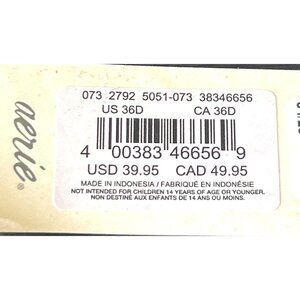 073 2792 5051-073 38346656
US 36D CA 36D
4 00383 46656 9
USD 39.95 CAD 49.95
MADE IN INDONESIA / FABRIQUÉ EN INDONÉSIE
NOT INTENDED FOR CHILDREN 14 YEARS OF AGE OR YOUNGER.
NON DESTINÉ AUX ENFANTS DE 14 ANS OU MOINS.
aerie®